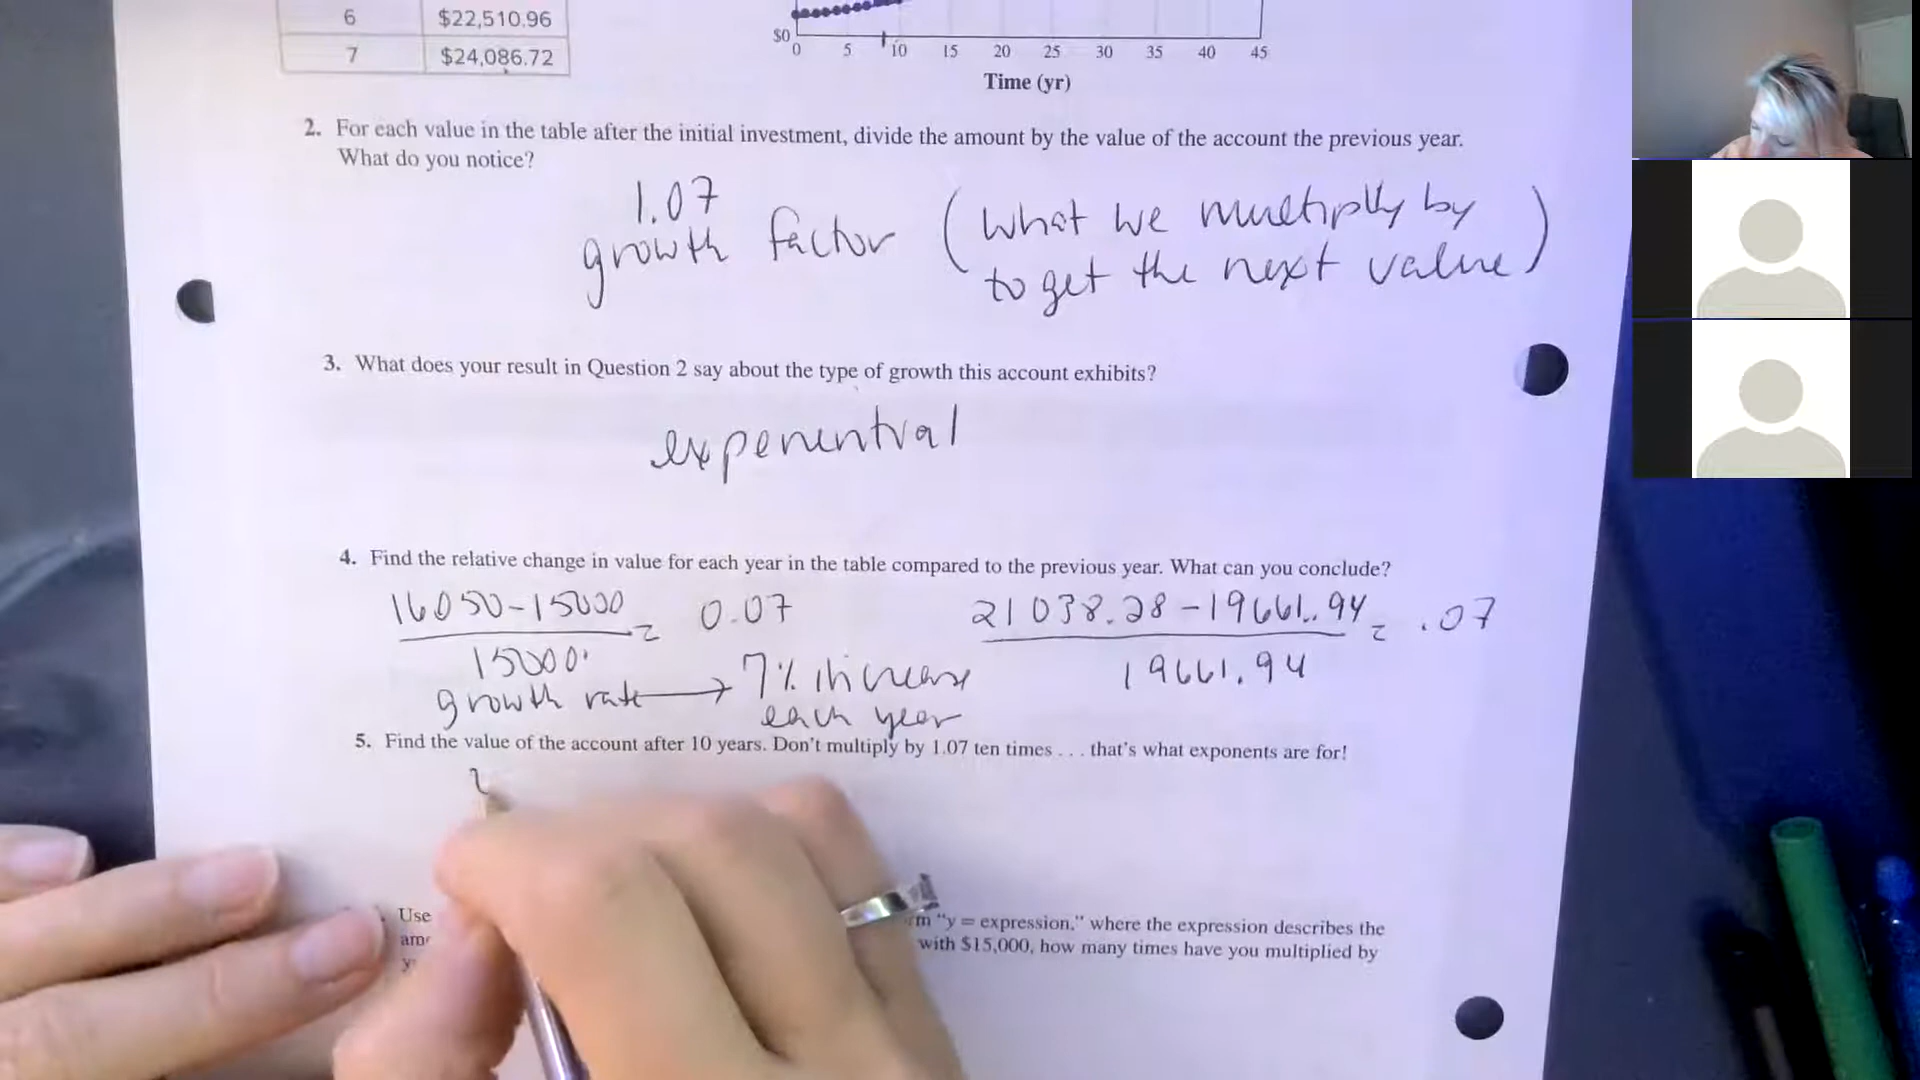 6 $22,510.96
7 $24,086.72
$0
0 5 10 15 20 25 30 35 40 45
Time (yr)
2. For each value in the table after the initial investment, divide the amount by the value of the account the previous year.
What do you notice?
1.07
growth factor (what we multiplly by
to get the next value)
3. What does your result in Question 2 say about the type of growth this account exhibits?
exponential
4. Find the relative change in value for each year in the table compared to the previous year. What can you conclude?
16050-15000 = 0.07 21038.28-19661.94 = .07
15000 19661.94
growth rate → 7% increase
each year
5. Find the value of the account after 10 years. Don't multiply by 1.07 ten times . . . that's what exponents are for!
Use "y = expression," where the expression describes the
with $15,000, how many times have you multiplied by